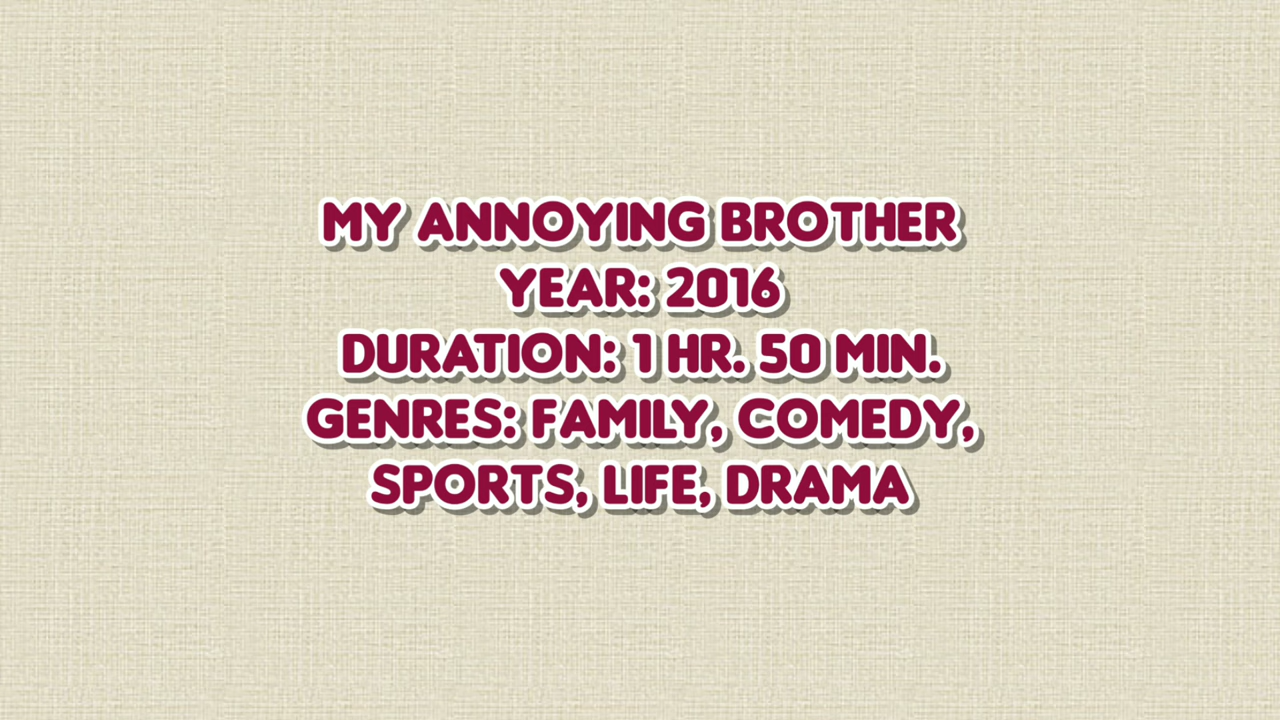 MY ANNOYING BROTHER
YEAR: 2016
DURATION: 1 HR. 50 MIN.
GENRES: FAMILY, COMEDY,
SPORTS, LIFE, DRAMA